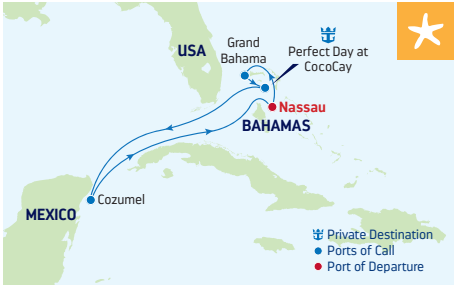 USA
Grand
Bahama
Perfect Day at
CocoCay
Nassau
BAHAMAS
Cozumel
MEXICO
Private Destination
Ports of Call
Port of Departure